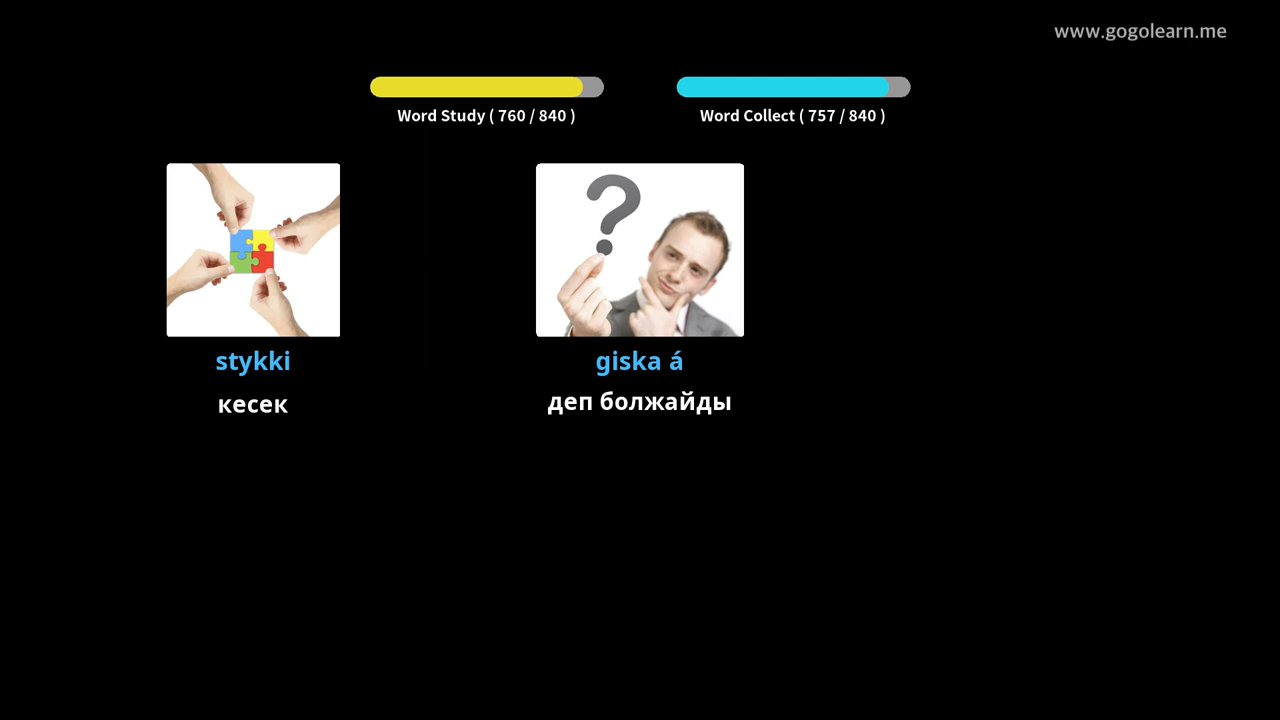 www.gogolearn.me
Word Study ( 760 / 840 )
Word Collect ( 757 / 840 )
stykki
кесек
giska á
деп болжайды